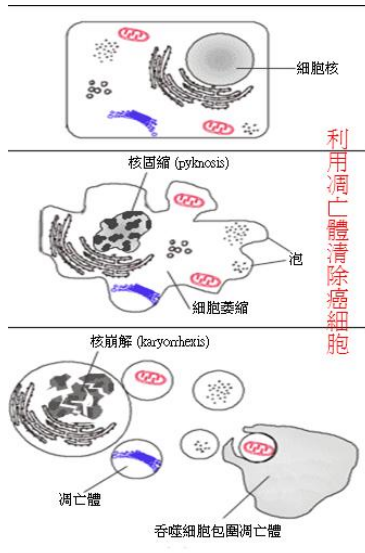 細胞核
利用凋亡體清除癌細胞
核固縮 (pyknosis)
泡
細胞萎縮
核崩解 (karyorrhexis)
凋亡體
吞噬細胞包圍凋亡體